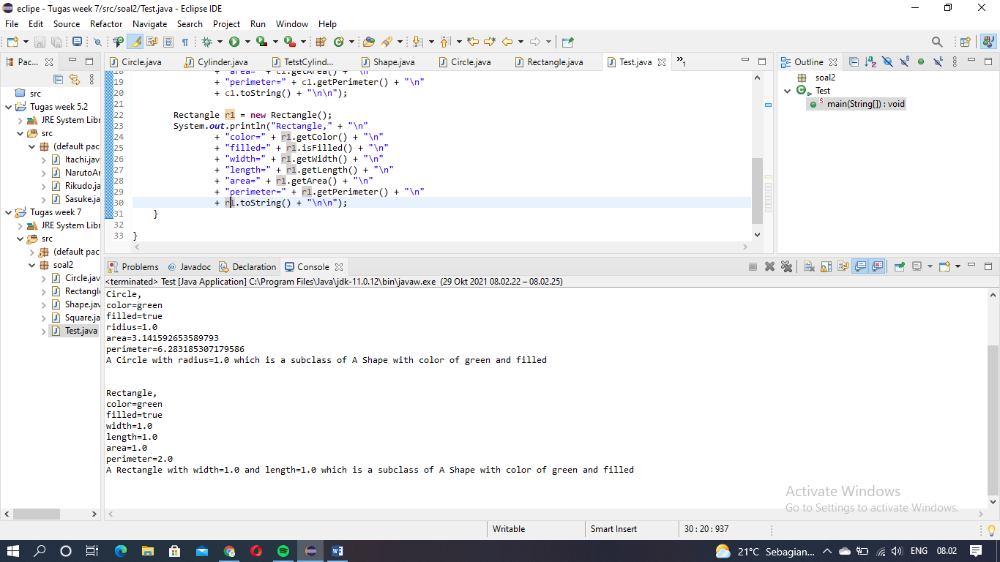 eclipe - Tugas week 7/src/soal2/Test.java - Eclipse IDE
File Edit Source Refactor Navigate Search Project Run Window Help
Pac...
Circle.java Cylinder.java TetstCylind... Shape.java Circle.java Rectangle.java Test.java »1
Outline
src
Tugas week 5.2
JRE System Libr
src
(default pac
Itachi.jav
NarutoAr
Rikudo.ja
Sasuke.ja
Tugas week 7
JRE System Libr
src
(default pac
soal2
Circle.jav
Rectangle
Shape.jav
Square.ja
Test.java
18 + "area=" + c1.getArea() + "\n"
19 + "perimeter=" + c1.getPerimeter() + "\n"
20 + c1.toString() + "\n\n");
21
22 Rectangle r1 = new Rectangle();
23 System.out.println("Rectangle," + "\n"
24 + "color=" + r1.getColor() + "\n"
25 + "filled=" + r1.isFilled() + "\n"
26 + "width=" + r1.getWidth() + "\n"
27 + "length=" + r1.getLength() + "\n"
28 + "area=" + r1.getArea() + "\n"
29 + "perimeter=" + r1.getPerimeter() + "\n"
30 + r1.toString() + "\n\n");
31 }
32
33 }
soal2
Test
main(String[]) : void
Problems @ Javadoc Declaration Console
<terminated> Test [Java Application] C:\Program Files\Java\jdk-11.0.12\bin\javaw.exe (29 Okt 2021 08.02.22 – 08.02.25)
Circle,
color=green
filled=true
ridius=1.0
area=3.141592653589793
perimeter=6.283185307179586
A Circle with radius=1.0 which is a subclass of A Shape with color of green and filled
Rectangle,
color=green
filled=true
width=1.0
length=1.0
area=1.0
perimeter=2.0
A Rectangle with width=1.0 and length=1.0 which is a subclass of A Shape with color of green and filled
Activate Windows
Go to Settings to activate Windows.
Writable Smart Insert 30 : 20 : 937
21°C Sebagian... ENG 08.02